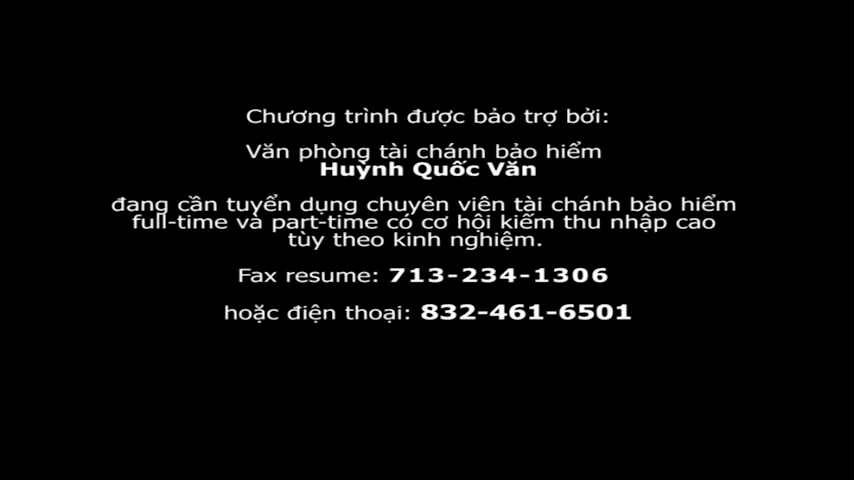 Chương trình được bảo trợ bởi:
Văn phòng tài chánh bảo hiểm
Huỳnh Quốc Văn
đang cần tuyển dụng chuyên viên tài chánh bảo hiểm
full-time và part-time có cơ hội kiếm thu nhập cao
tùy theo kinh nghiệm.
Fax resume: 713-234-1306
hoặc điện thoại: 832-461-6501